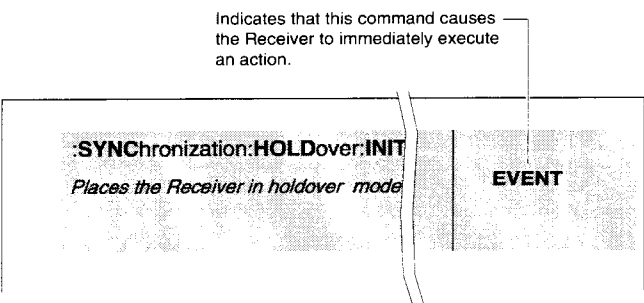 Indicates that this command causes
the Receiver to immediately execute
an action.
:SYNChronization:HOLDover:INIT
Places the Receiver in holdover mode
EVENT